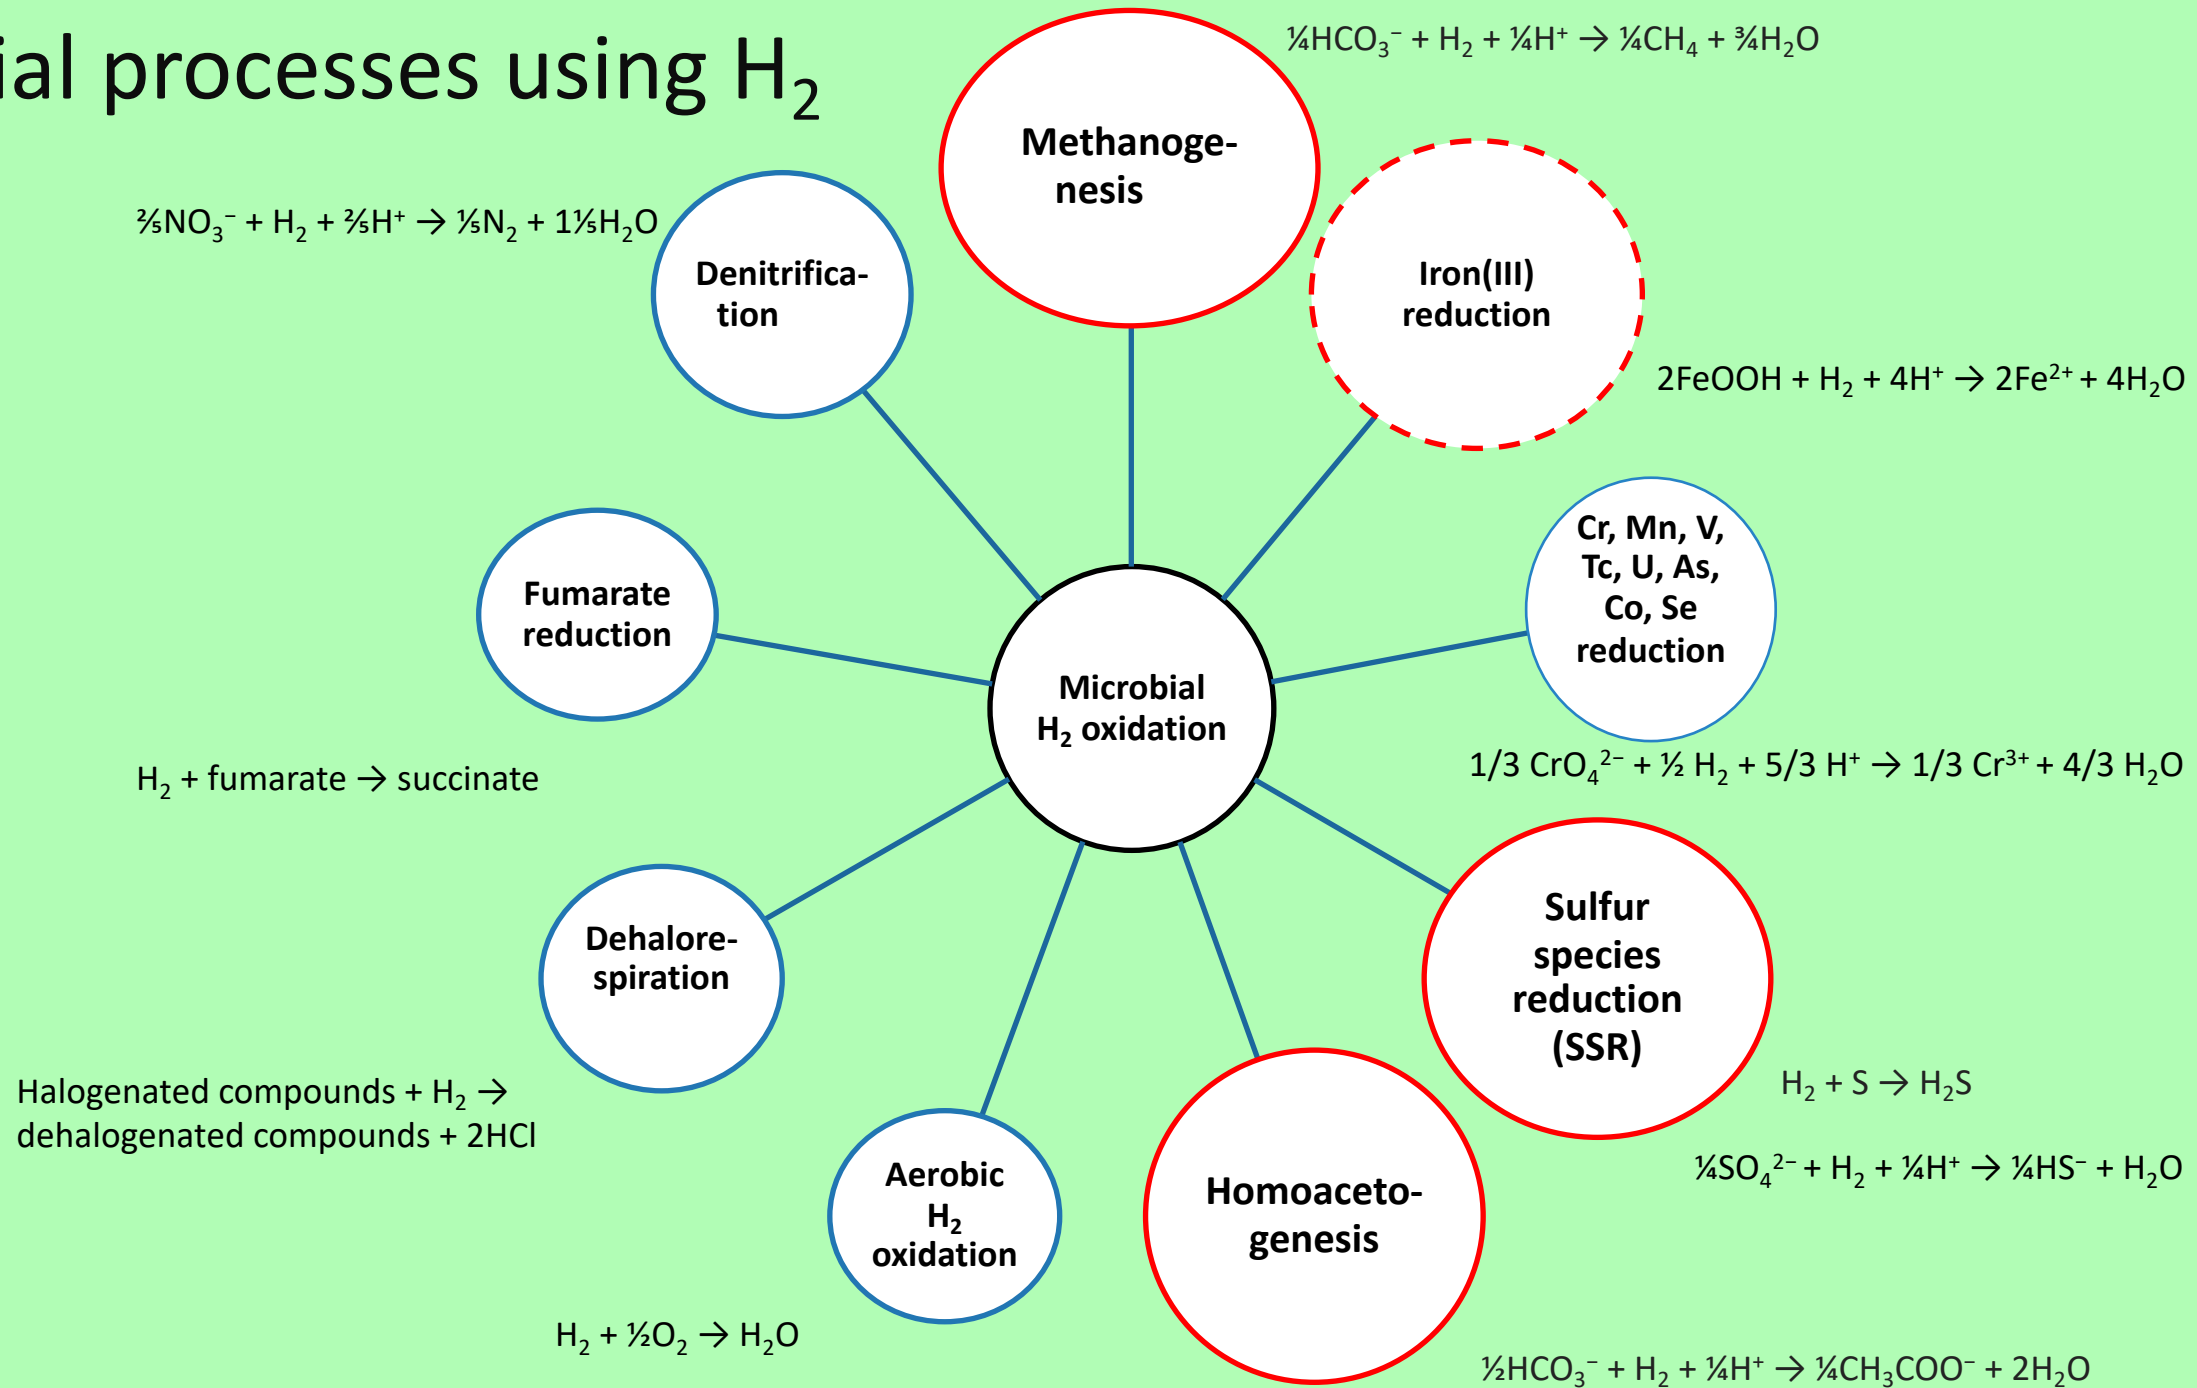 ial processes using H₂
¼HCO₃⁻ + H₂ + ¼H⁺ → ¼CH₄ + ¾H₂O
Methanoge-
nesis
⅖NO₃⁻ + H₂ + ⅖H⁺ → ⅕N₂ + 1⅕H₂O
Denitrifica-
tion
Iron(III)
reduction
2FeOOH + H₂ + 4H⁺ → 2Fe²⁺ + 4H₂O
Cr, Mn, V,
Tc, U, As,
Co, Se
reduction
1/3 CrO₄²⁻ + ½ H₂ + 5/3 H⁺ → 1/3 Cr³⁺ + 4/3 H₂O
Fumarate
reduction
H₂ + fumarate → succinate
Microbial
H₂ oxidation
Dehalore-
spiration
Halogenated compounds + H₂ →
dehalogenated compounds + 2HCl
Sulfur
species
reduction
(SSR)
H₂ + S → H₂S
¼SO₄²⁻ + H₂ + ¼H⁺ → ¼HS⁻ + H₂O
Aerobic
H₂
oxidation
H₂ + ½O₂ → H₂O
Homoaceto-
genesis
½HCO₃⁻ + H₂ + ¼H⁺ → ¼CH₃COO⁻ + 2H₂O